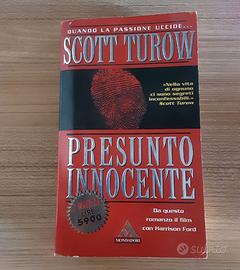 QUANDO LA PASSIONE UCCIDE...
SCOTT TUROW
«Nella vita
di ognuno
ci sono segreti
inconfessabili.»
Scott Turow
PRESUNTO
INNOCENTE
LIRE
5900
Da questo
romanzo il film
con Harrison Ford
MONDADORI
subito